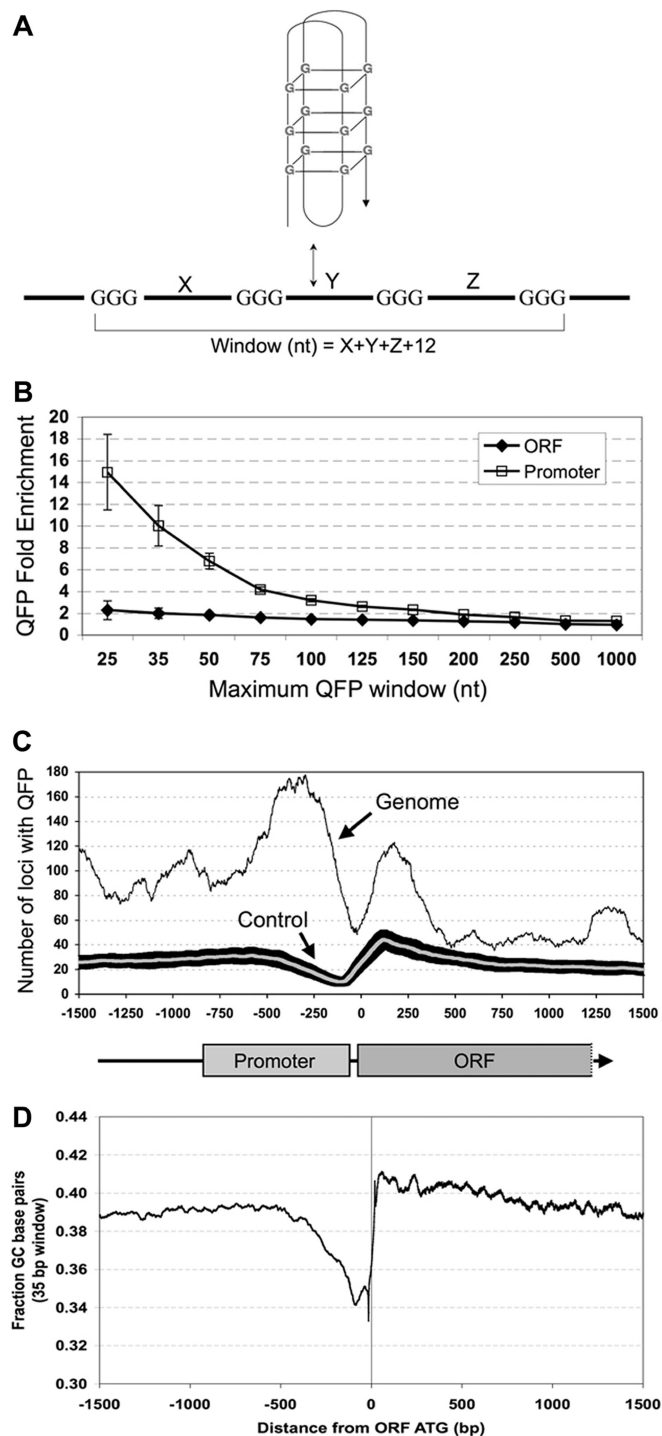 A
G G
G G
G G
G G
G G
G G
X Y Z
GGG GGG GGG GGG
Window (nt) = X+Y+Z+12
B
QFP Fold Enrichment
20
18
16
14
12
10
8
6
4
2
0
ORF
Promoter
25 35 50 75 100 125 150 200 250 500 1000
Maximum QFP window (nt)
C
Number of loci with QFP
180
160
140
120
100
80
60
40
20
0
Genome
Control
-1500 -1250 -1000 -750 -500 -250 0 250 500 750 1000 1250 1500
Promoter ORF
D
Fraction GC base pairs
(35 bp window)
0.44
0.42
0.40
0.38
0.36
0.34
0.32
0.30
-1500 -1000 -500 0 500 1000 1500
Distance from ORF ATG (bp)